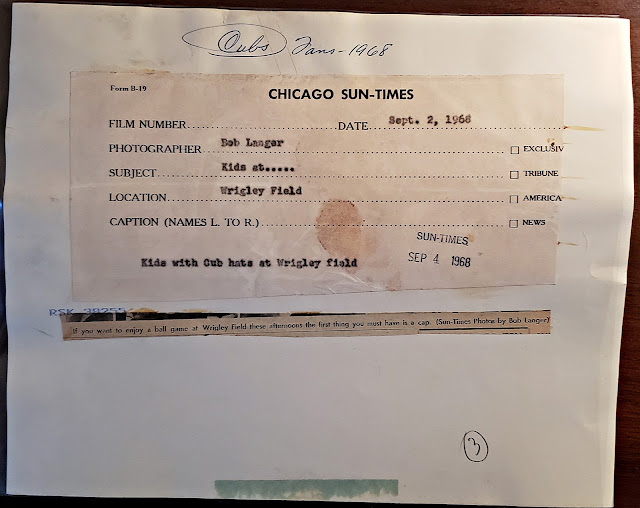 Cubs Fans-1968
Form B-19
CHICAGO SUN-TIMES
FILM NUMBER DATE Sept. 2, 1968
PHOTOGRAPHER Bob Langer EXCLUSIV
SUBJECT Kids at..... TRIBUNE
LOCATION Wrigley Field AMERICA
CAPTION (NAMES L. TO R.) NEWS
SUN-TIMES
SEP 4 1968
Kids with Cub hats at Wrigley field
RSK 38255
If you want to enjoy a ball game at Wrigley Field these afternoons the first thing you must have is a cap. (Sun-Times Photos by Bob Langer)
3